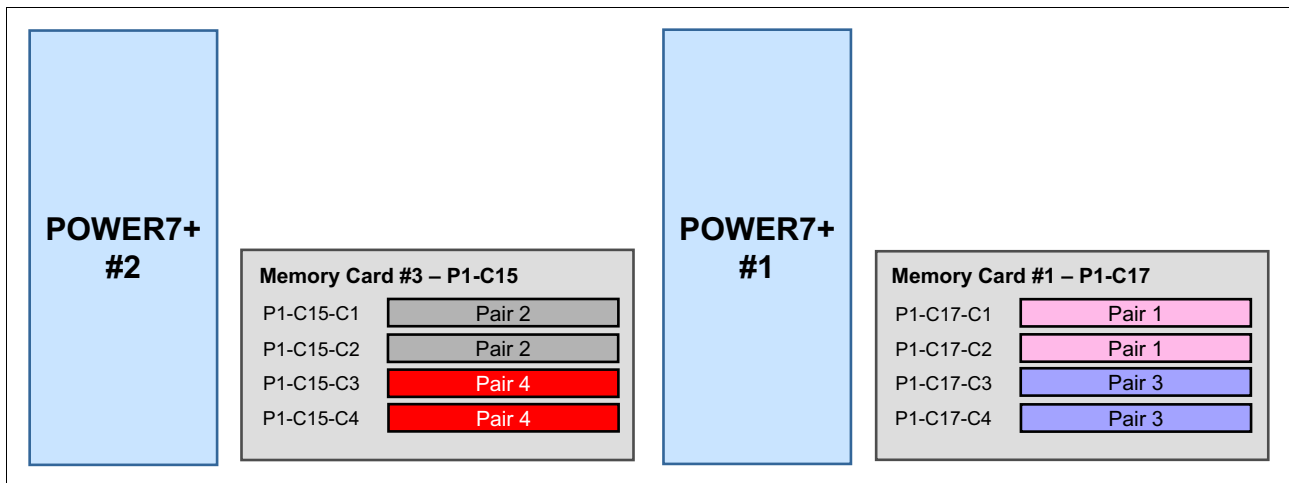 POWER7+
#2
Memory Card #3 – P1-C15
P1-C15-C1 Pair 2
P1-C15-C2 Pair 2
P1-C15-C3 Pair 4
P1-C15-C4 Pair 4
POWER7+
#1
Memory Card #1 – P1-C17
P1-C17-C1 Pair 1
P1-C17-C2 Pair 1
P1-C17-C3 Pair 3
P1-C17-C4 Pair 3